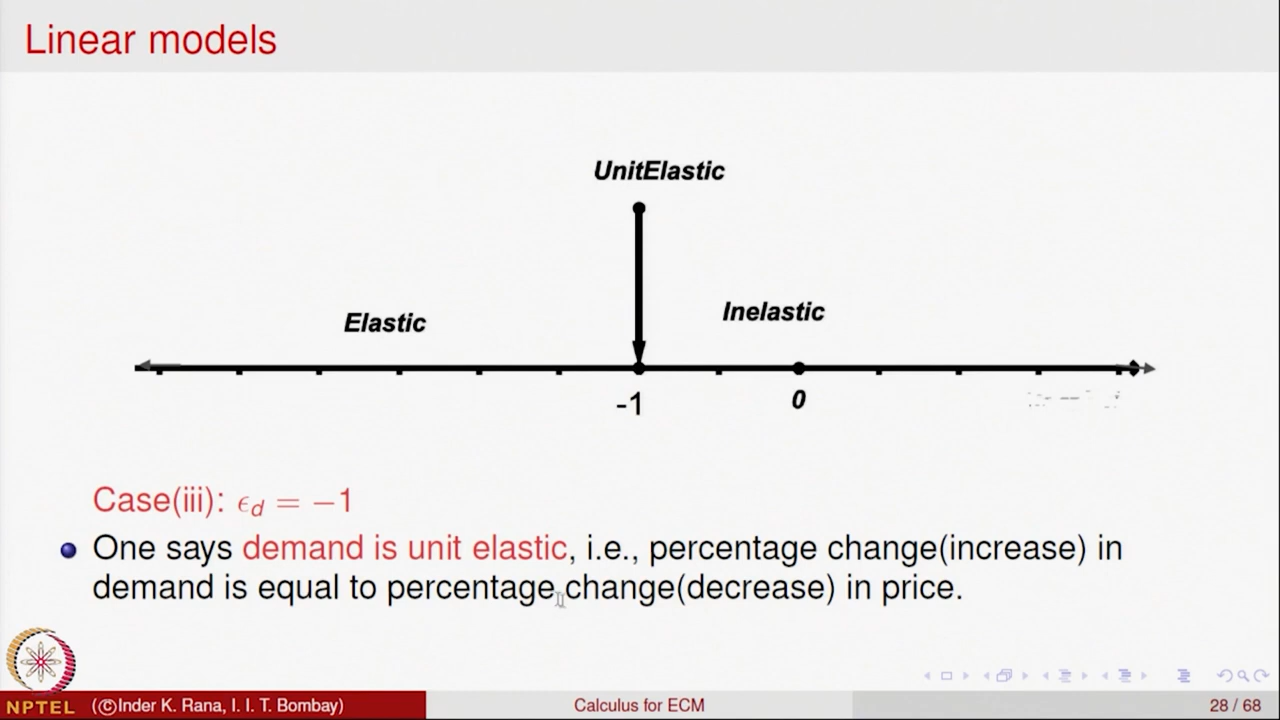 Linear models
UnitElastic
Elastic
Inelastic
-1
0
Case(iii): ϵd = −1
One says demand is unit elastic, i.e., percentage change(increase) in
demand is equal to percentage change(decrease) in price.
NPTEL
(©Inder K. Rana, I. I. T. Bombay)
Calculus for ECM
28 / 68